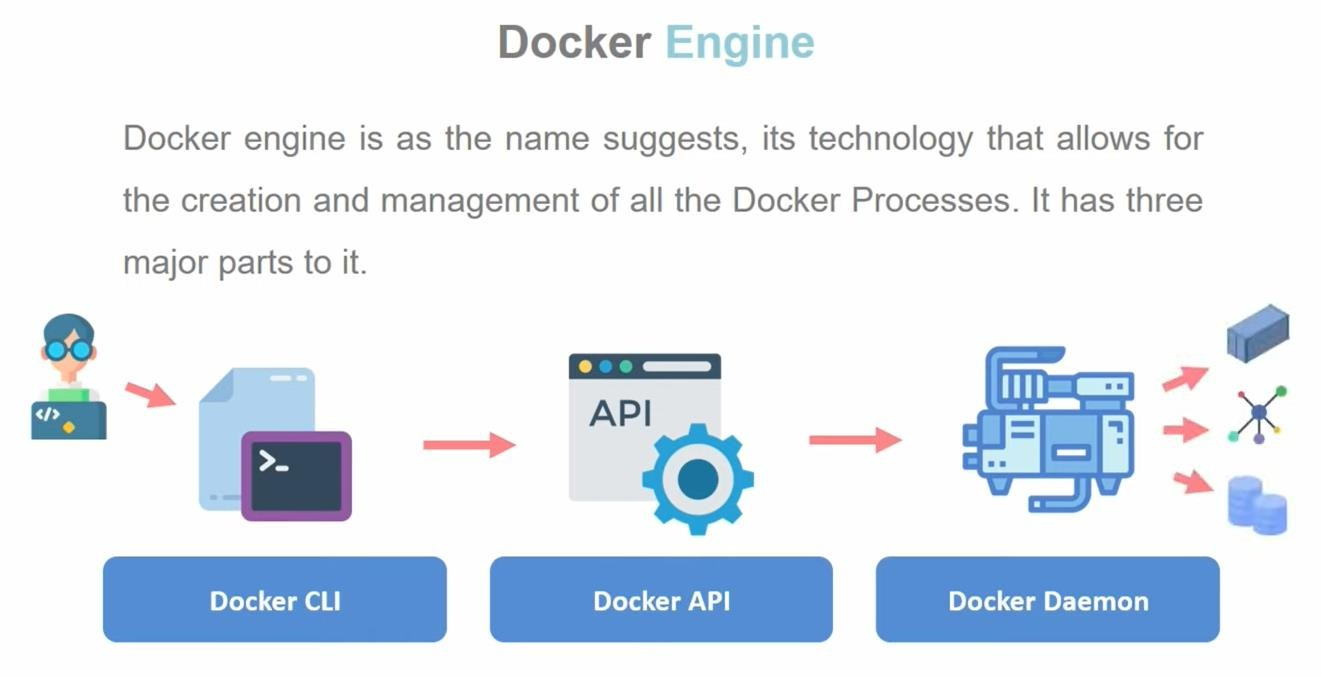 Docker Engine
Docker engine is as the name suggests, its technology that allows for
the creation and management of all the Docker Processes. It has three
major parts to it.
</>
>_
API
Docker CLI
Docker API
Docker Daemon